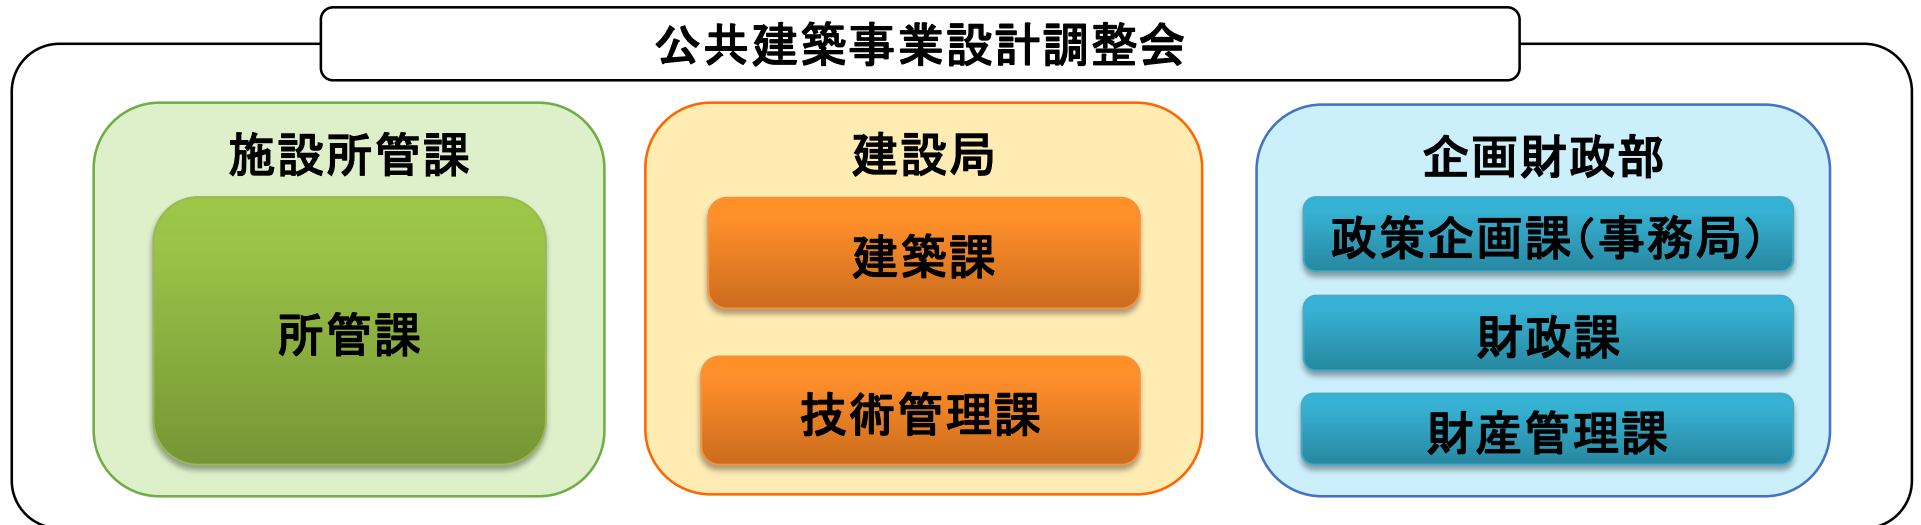 公共建築事業設計調整会
施設所管課
所管課
建設局
建築課
技術管理課
企画財政部
政策企画課（事務局）
財政課
財産管理課